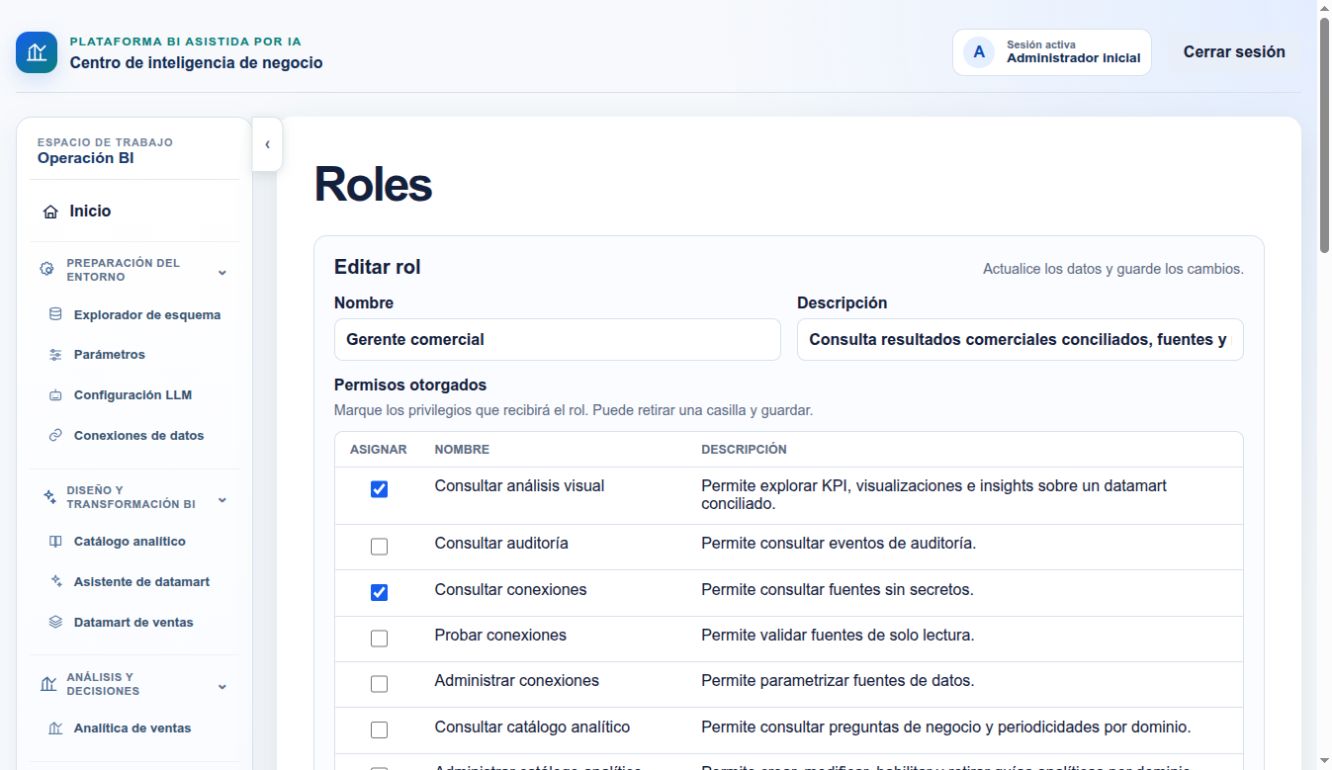 PLATAFORMA BI ASISTIDA POR IA
Centro de inteligencia de negocio
A
Sesión activa
Administrador Inicial
Cerrar sesión
ESPACIO DE TRABAJO
Operación BI
Inicio
PREPARACIÓN DEL
ENTORNO
Explorador de esquema
Parámetros
Configuración LLM
Conexiones de datos
DISEÑO Y
TRANSFORMACIÓN BI
Catálogo analítico
Asistente de datamart
Datamart de ventas
ANÁLISIS Y
DECISIONES
Analítica de ventas
Roles
Editar rol
Actualice los datos y guarde los cambios.
Nombre
Descripción
Gerente comercial
Consulta resultados comerciales conciliados, fuentes y
Permisos otorgados
Marque los privilegios que recibirá el rol. Puede retirar una casilla y guardar.
ASIGNAR NOMBRE DESCRIPCIÓN
Consultar análisis visual
Permite explorar KPI, visualizaciones e insights sobre un datamart
conciliado.
Consultar auditoría
Permite consultar eventos de auditoría.
Consultar conexiones
Permite consultar fuentes sin secretos.
Probar conexiones
Permite validar fuentes de solo lectura.
Administrar conexiones
Permite parametrizar fuentes de datos.
Consultar catálogo analítico
Permite consultar preguntas de negocio y periodicidades por dominio.